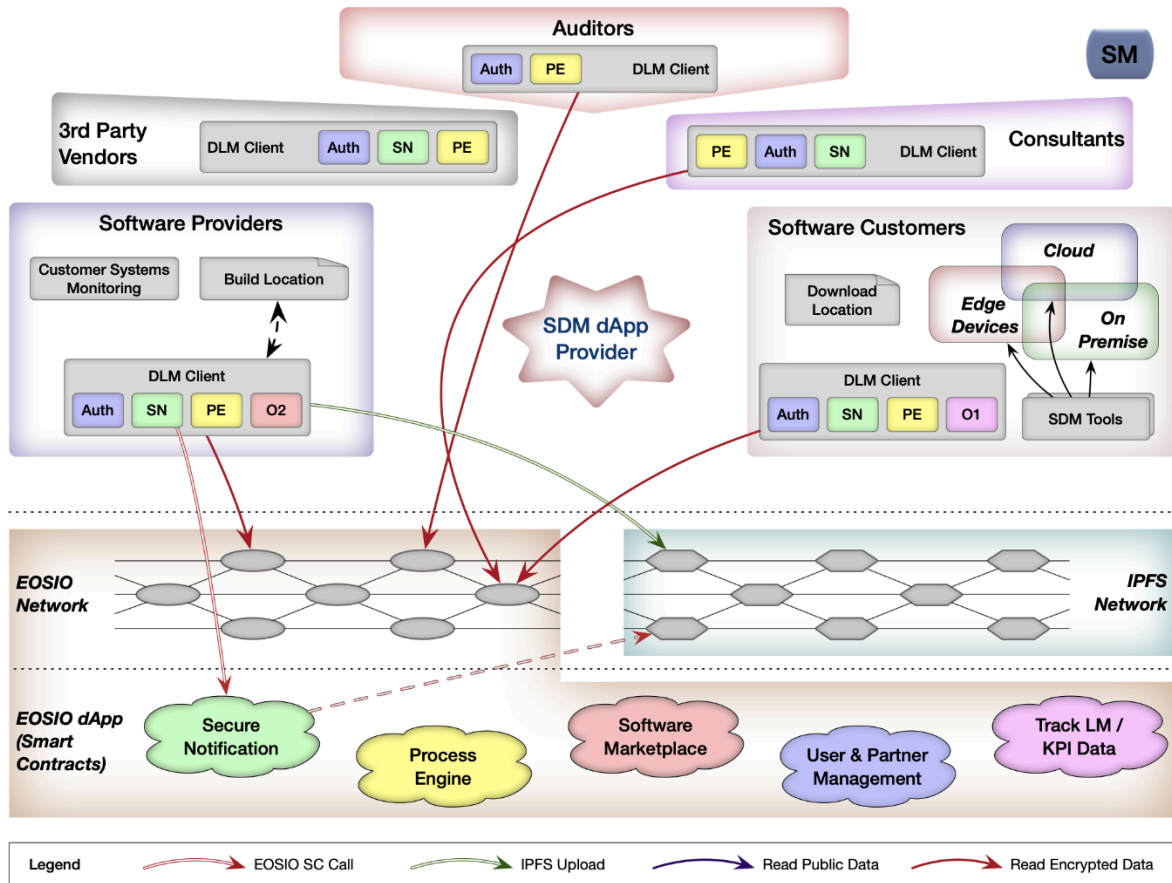 Auditors
Auth
PE
DLM Client
SM
3rd Party
Vendors
DLM Client
Auth
SN
PE
PE
Auth
SN
DLM Client
Consultants
Software Providers
Customer Systems
Monitoring
Build Location
DLM Client
Auth
SN
PE
O2
SDM dApp
Provider
Software Customers
Cloud
Download
Location
Edge
Devices
On
Premise
DLM Client
Auth
SN
PE
O1
SDM Tools
EOSIO
Network
IPFS
Network
EOSIO dApp
(Smart
Contracts)
Secure
Notification
Process
Engine
Software
Marketplace
User & Partner
Management
Track LM /
KPI Data
Legend
EOSIO SC Call
IPFS Upload
Read Public Data
Read Encrypted Data